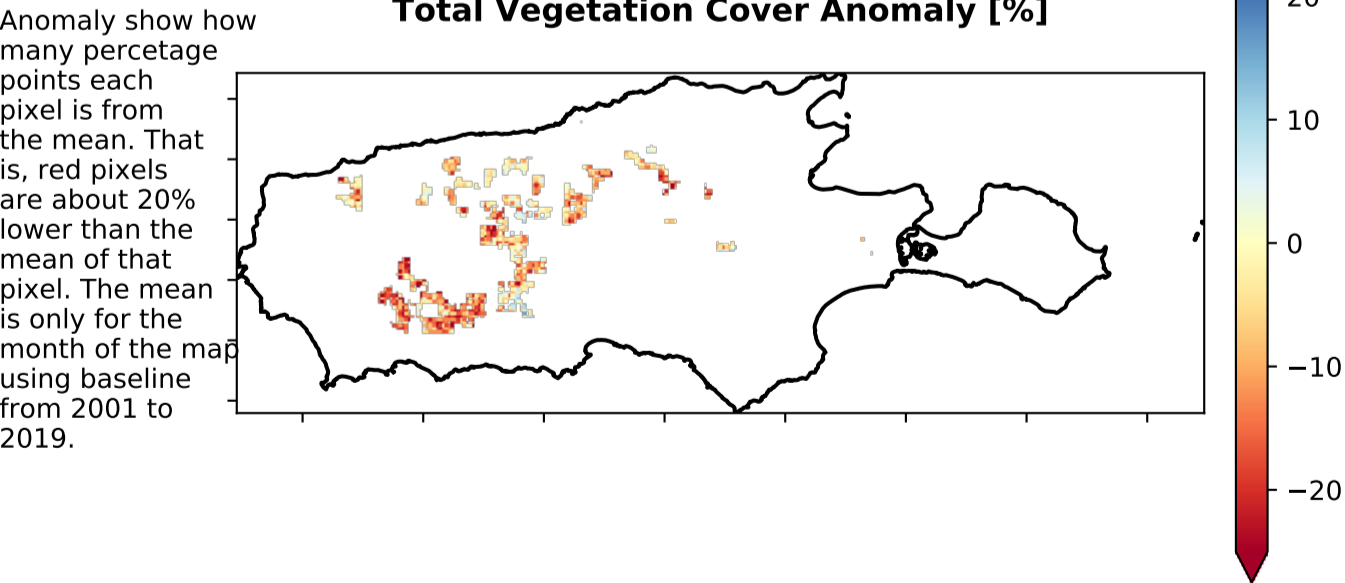 Total Vegetation Cover Anomaly [%]
Anomaly show how
many percetage
points each
pixel is from
the mean. That
is, red pixels
are about 20%
lower than the
mean of that
pixel. The mean
is only for the
month of the map
using baseline
from 2001 to
2019.
20
10
0
−10
−20